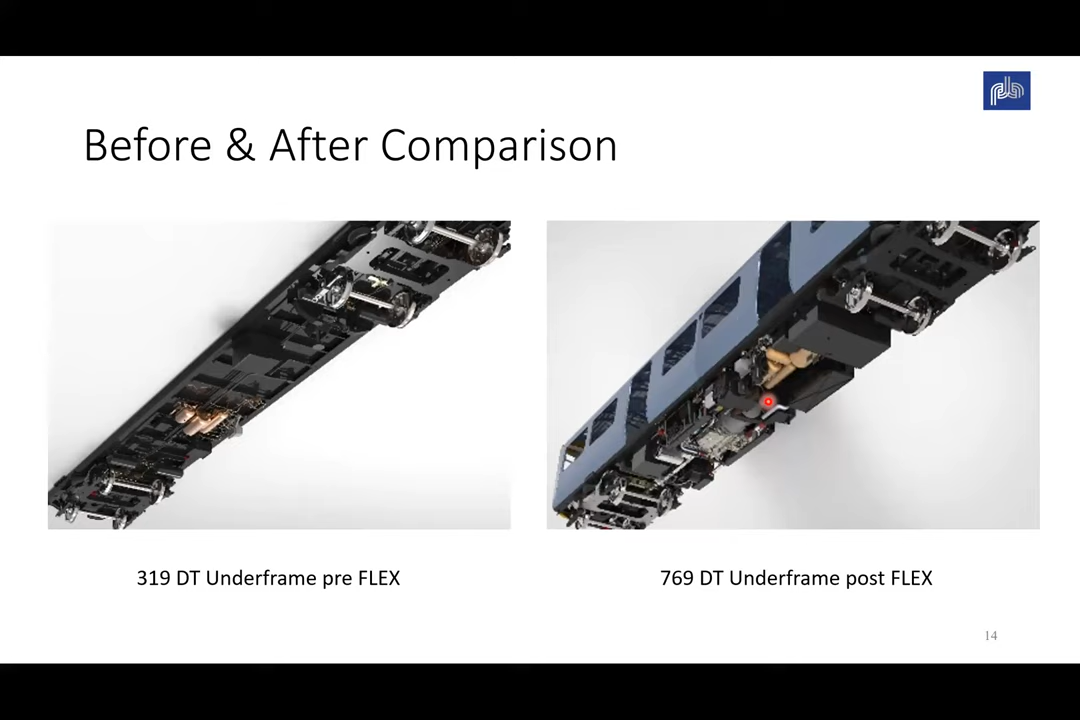 Before & After Comparison
319 DT Underframe pre FLEX
769 DT Underframe post FLEX
14